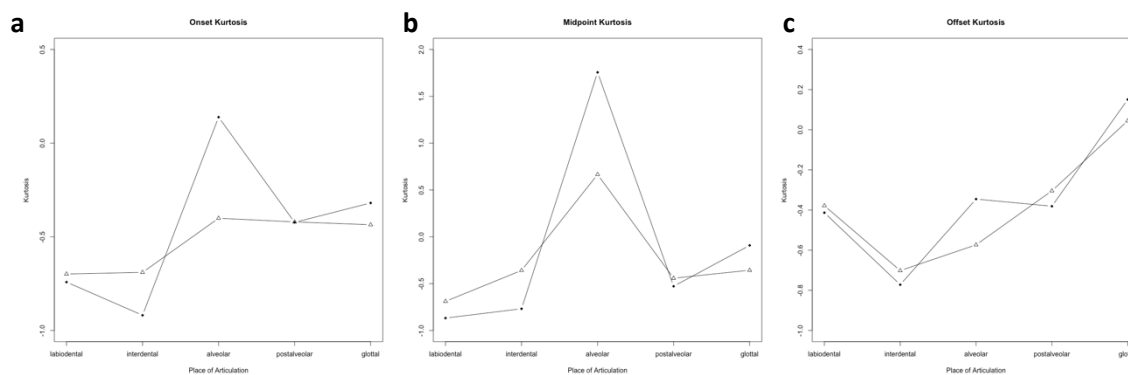 a
Onset Kurtosis
Kurtosis
0.5
0.0
-0.5
-1.0
labiodental interdental alveolar postalveolar glottal
Place of Articulation
b
Midpoint Kurtosis
Kurtosis
2.0
1.5
1.0
0.5
0.0
-0.5
-1.0
labiodental interdental alveolar postalveolar glottal
Place of Articulation
c
Offset Kurtosis
Kurtosis
0.4
0.2
0.0
-0.2
-0.4
-0.6
-0.8
-1.0
labiodental interdental alveolar postalveolar glott
Place of Articulation